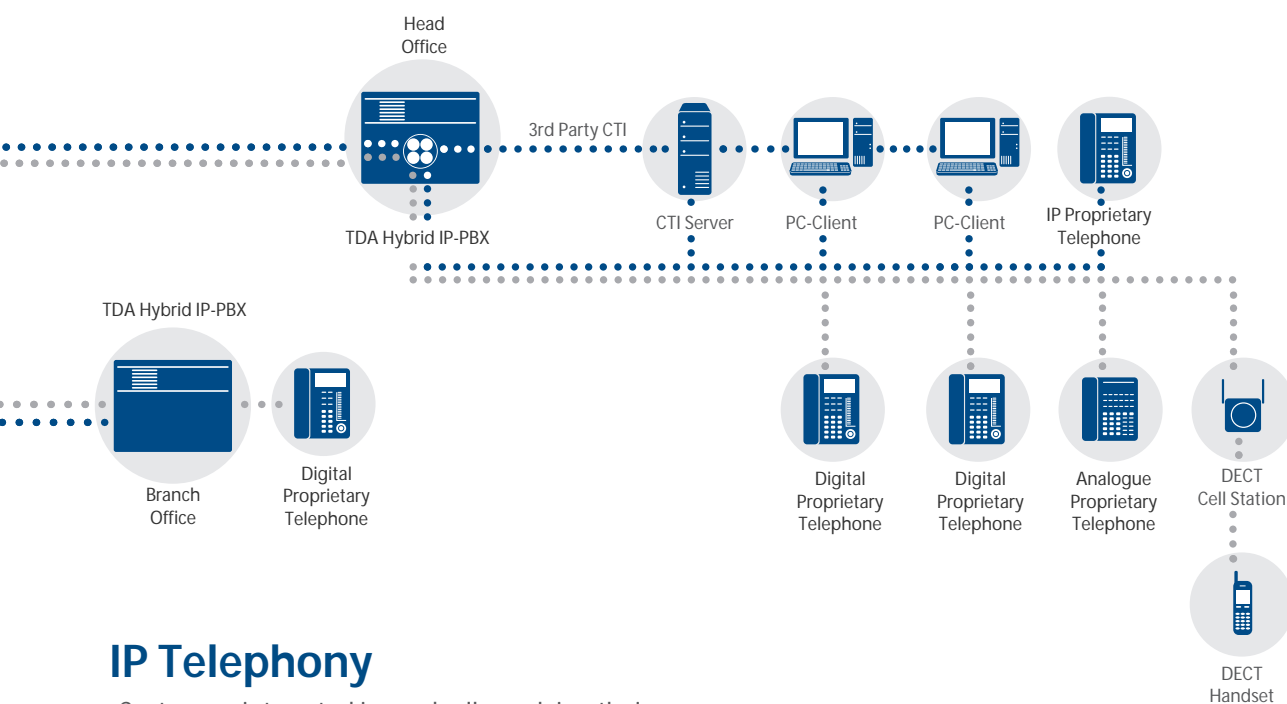 Head
Office
3rd Party CTI
TDA Hybrid IP-PBX
CTI Server
PC-Client
PC-Client
IP Proprietary
Telephone
TDA Hybrid IP-PBX
Branch
Office
Digital
Proprietary
Telephone
Digital
Proprietary
Telephone
Digital
Proprietary
Telephone
Analogue
Proprietary
Telephone
DECT
Cell Station
DECT
Handset
IP Telephony